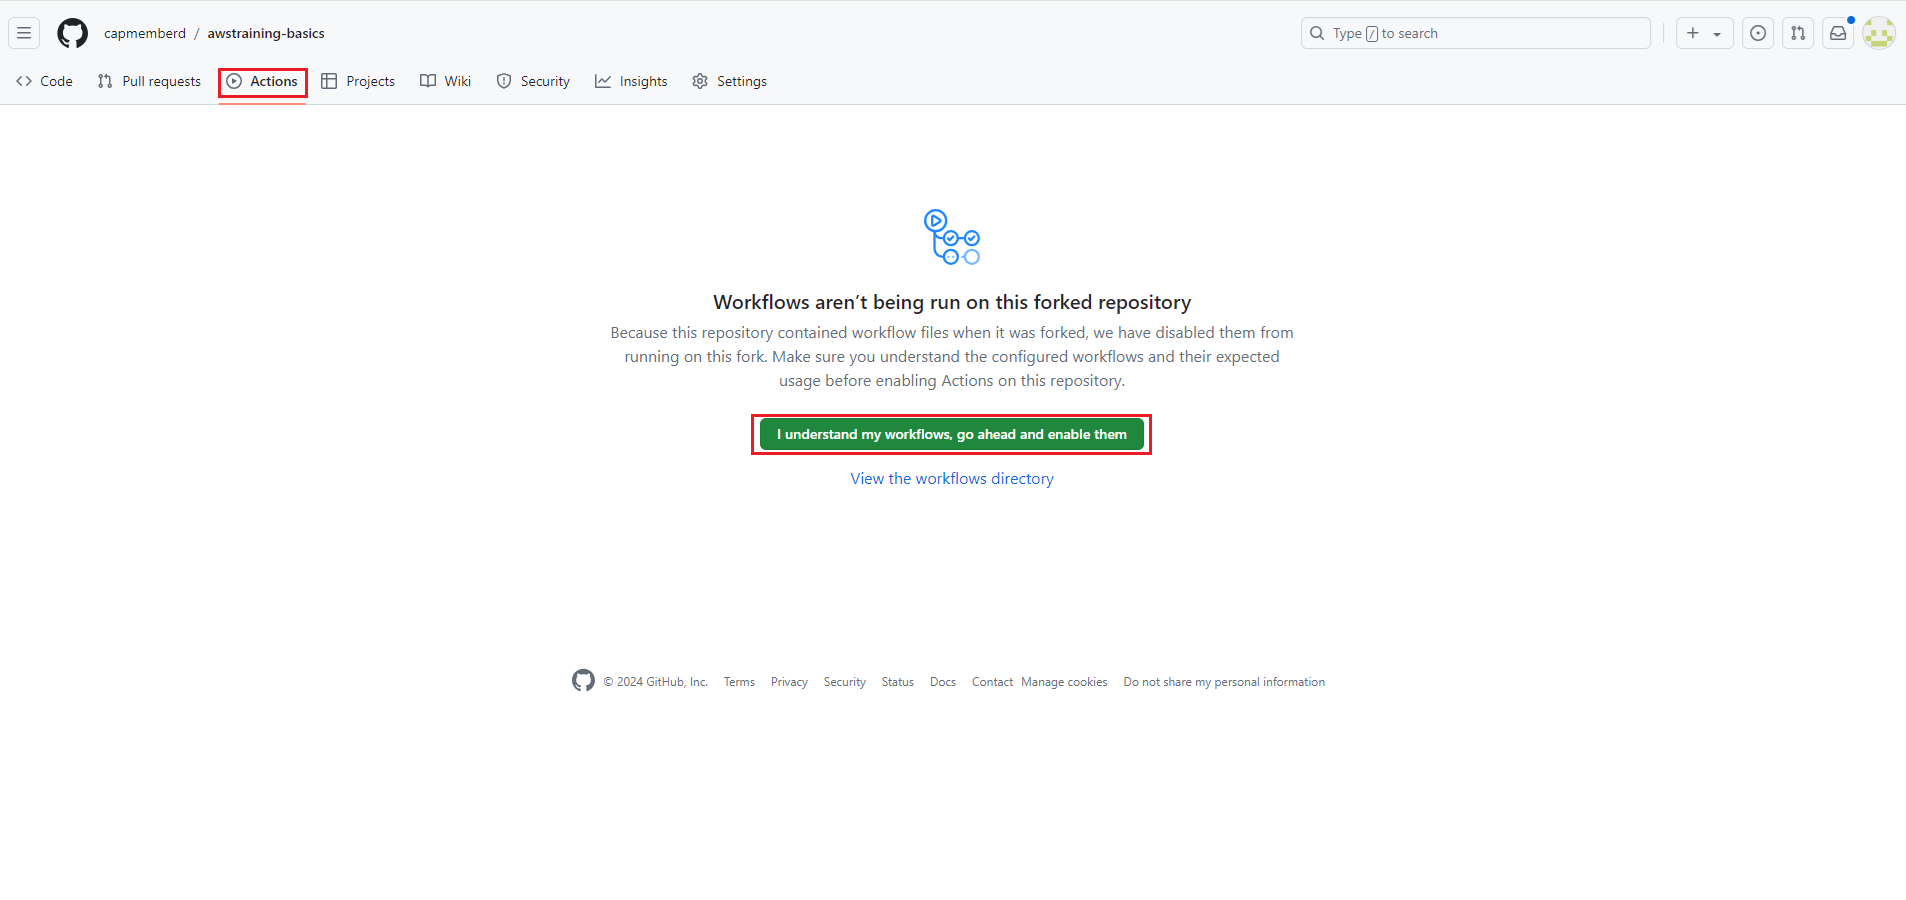 capmemberd / awstraining-basics
Type / to search
Code Pull requests Actions Projects Wiki Security Insights Settings
Workflows aren’t being run on this forked repository
Because this repository contained workflow files when it was forked, we have disabled them from
running on this fork. Make sure you understand the configured workflows and their expected
usage before enabling Actions on this repository.
I understand my workflows, go ahead and enable them
View the workflows directory
© 2024 GitHub, Inc. Terms Privacy Security Status Docs Contact Manage cookies Do not share my personal information